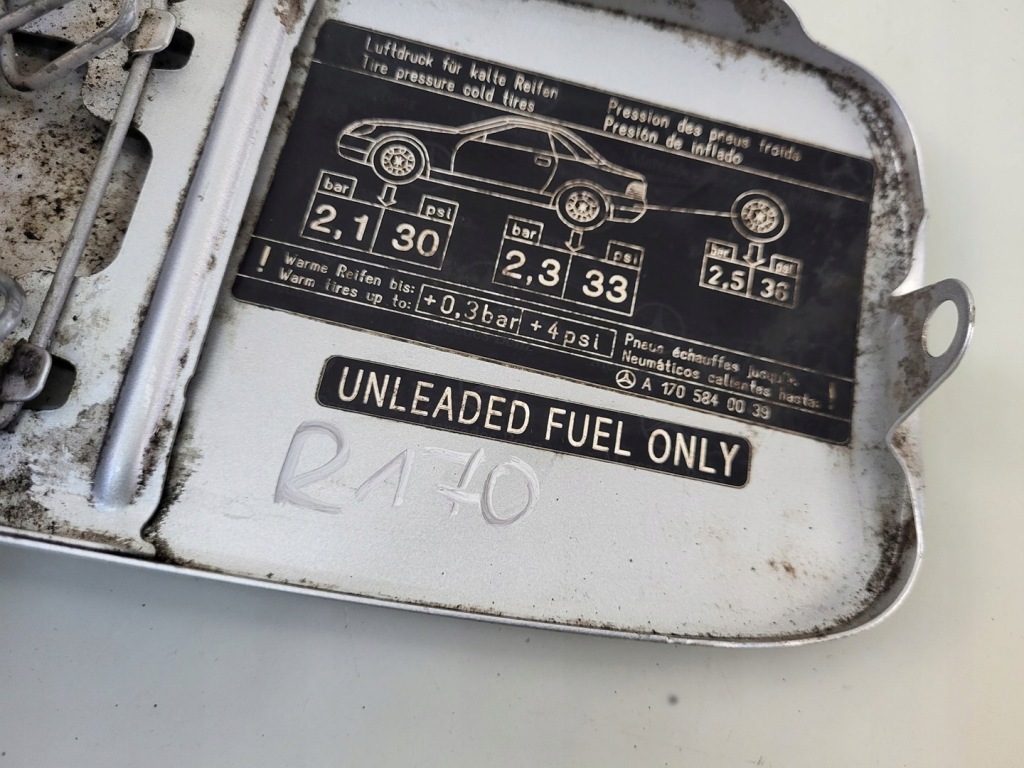 Luftdruck für kalte Reifen
Tire pressure cold tires
Pression des pneus froids
Presión de inflado
bar psi
2,1 30
bar psi
2,3 33
bar psi
2,5 36
! Warme Reifen bis:
Warm tires up to:
+0,3bar +4psi
Pneus échauffes jusqu'à:
Neumáticos calientes hasta: !
A 170 584 00 39
UNLEADED FUEL ONLY
R170